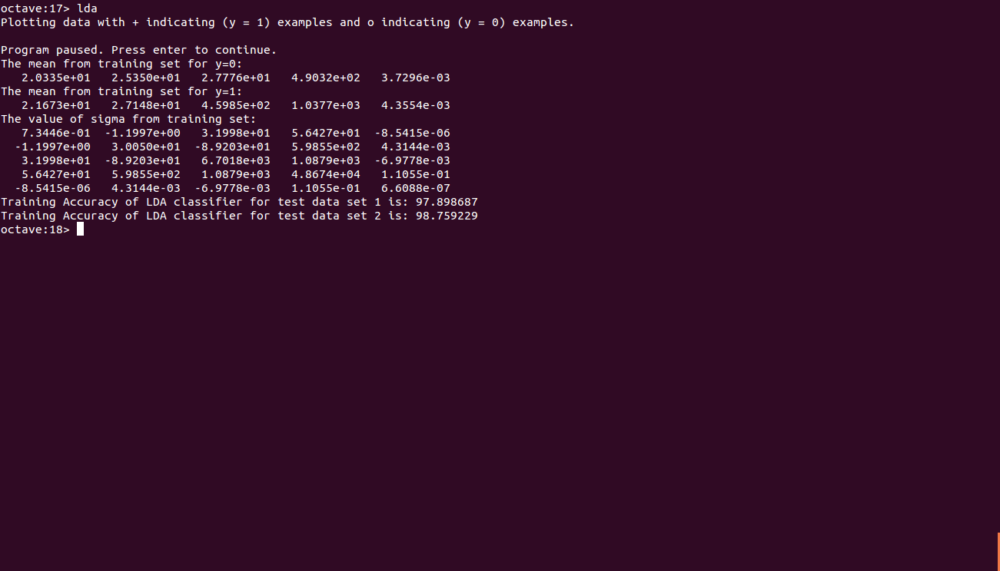 octave:17> lda
Plotting data with + indicating (y = 1) examples and o indicating (y = 0) examples.
Program paused. Press enter to continue.
The mean from training set for y=0:
2.0335e+01 2.5350e+01 2.7776e+01 4.9032e+02 3.7296e-03
The mean from training set for y=1:
2.1673e+01 2.7148e+01 4.5985e+02 1.0377e+03 4.3554e-03
The value of sigma from training set:
7.3446e-01 -1.1997e+00 3.1998e+01 5.6427e+01 -8.5415e-06
-1.1997e+00 3.0050e+01 -8.9203e+01 5.9855e+02 4.3144e-03
3.1998e+01 -8.9203e+01 6.7018e+03 1.0879e+03 -6.9778e-03
5.6427e+01 5.9855e+02 1.0879e+03 4.8674e+04 1.1055e-01
-8.5415e-06 4.3144e-03 -6.9778e-03 1.1055e-01 6.6088e-07
Training Accuracy of LDA classifier for test data set 1 is: 97.898687
Training Accuracy of LDA classifier for test data set 2 is: 98.759229
octave:18>